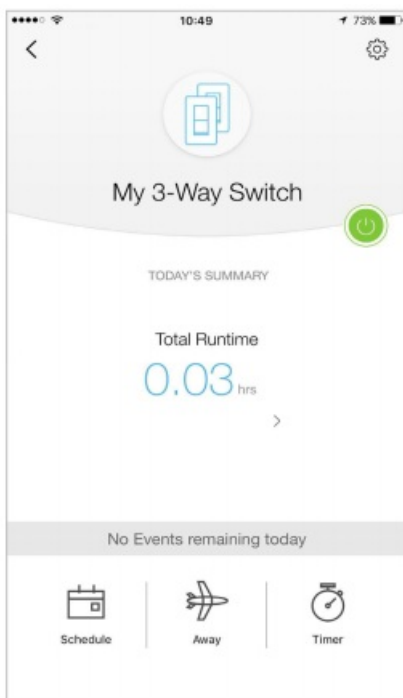 10:49 73%
My 3-Way Switch
TODAY'S SUMMARY
Total Runtime
0.03 hrs
No Events remaining today
Schedule Away Timer